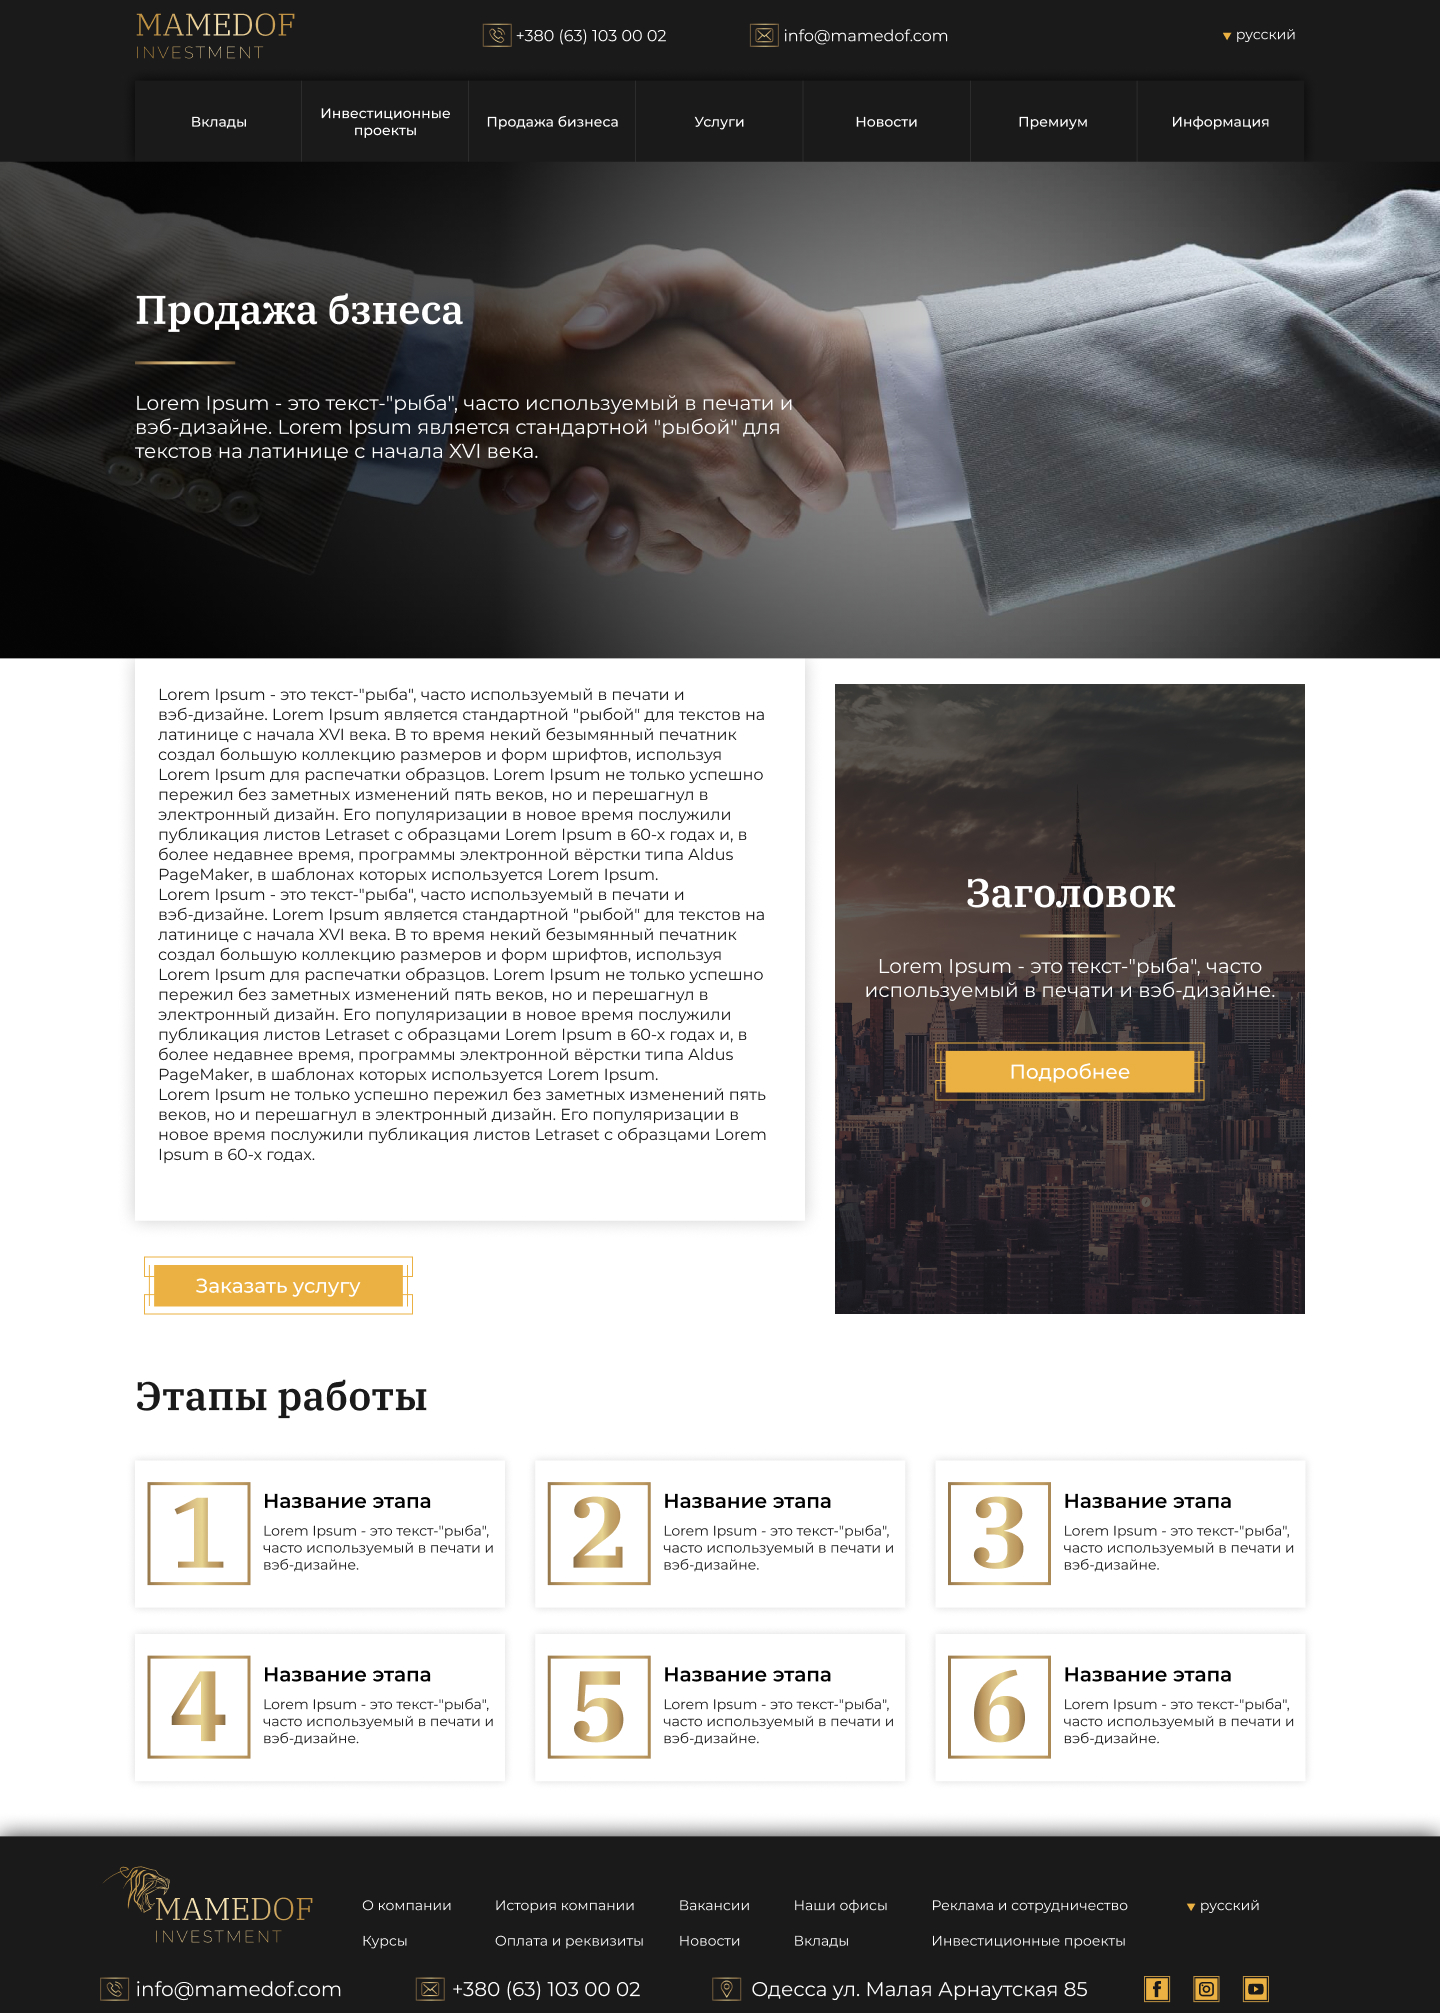 MAMEDOF
INVESTMENT
+380 (63) 103 00 02
info@mamedof.com
русский
Вклады
Инвестиционные
проекты
Продажа бизнеса
Услуги
Новости
Премиум
Информация
Продажа бзнеса
Lorem Ipsum - это текст-"рыба", часто используемый в печати и
вэб-дизайне. Lorem Ipsum является стандартной "рыбой" для
текстов на латинице с начала XVI века.
Lorem Ipsum - это текст-"рыба", часто используемый в печати и
вэб-дизайне. Lorem Ipsum является стандартной "рыбой" для текстов на
латинице с начала XVI века. В то время некий безымянный печатник
создал большую коллекцию размеров и форм шрифтов, используя
Lorem Ipsum для распечатки образцов. Lorem Ipsum не только успешно
пережил без заметных изменений пять веков, но и перешагнул в
электронный дизайн. Его популяризации в новое время послужили
публикация листов Letraset с образцами Lorem Ipsum в 60-х годах и, в
более недавнее время, программы электронной вёрстки типа Aldus
PageMaker, в шаблонах которых используется Lorem Ipsum.
Lorem Ipsum - это текст-"рыба", часто используемый в печати и
вэб-дизайне. Lorem Ipsum является стандартной "рыбой" для текстов на
латинице с начала XVI века. В то время некий безымянный печатник
создал большую коллекцию размеров и форм шрифтов, используя
Lorem Ipsum для распечатки образцов. Lorem Ipsum не только успешно
пережил без заметных изменений пять веков, но и перешагнул в
электронный дизайн. Его популяризации в новое время послужили
публикация листов Letraset с образцами Lorem Ipsum в 60-х годах и, в
более недавнее время, программы электронной вёрстки типа Aldus
PageMaker, в шаблонах которых используется Lorem Ipsum.
Lorem Ipsum не только успешно пережил без заметных изменений пять
веков, но и перешагнул в электронный дизайн. Его популяризации в
новое время послужили публикация листов Letraset с образцами Lorem
Ipsum в 60-х годах.
Заголовок
Lorem Ipsum - это текст-"рыба", часто
используемый в печати и вэб-дизайне.
Подробнее
Заказать услугу
Этапы работы
1
Название этапа
Lorem Ipsum - это текст-"рыба",
часто используемый в печати и
вэб-дизайне.
2
Название этапа
Lorem Ipsum - это текст-"рыба",
часто используемый в печати и
вэб-дизайне.
3
Название этапа
Lorem Ipsum - это текст-"рыба",
часто используемый в печати и
вэб-дизайне.
4
Название этапа
Lorem Ipsum - это текст-"рыба",
часто используемый в печати и
вэб-дизайне.
5
Название этапа
Lorem Ipsum - это текст-"рыба",
часто используемый в печати и
вэб-дизайне.
6
Название этапа
Lorem Ipsum - это текст-"рыба",
часто используемый в печати и
вэб-дизайне.
MAMEDOF
INVESTMENT
О компании
История компании
Вакансии
Наши офисы
Реклама и сотрудничество
русский
Курсы
Оплата и реквизиты
Новости
Вклады
Инвестиционные проекты
info@mamedof.com
+380 (63) 103 00 02
Одесса ул. Малая Арнаутская 85